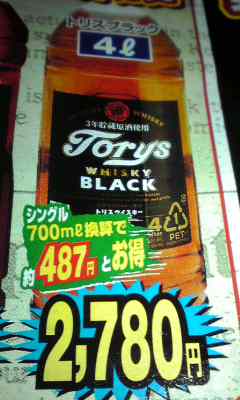 トリスブラック
4ℓ
WHISKY
3年貯蔵原酒使用
Torys
WHISKY
BLACK
トリスウイスキー
4L
PET
シングル
700mℓ換算で
約487円とお得
2,780円